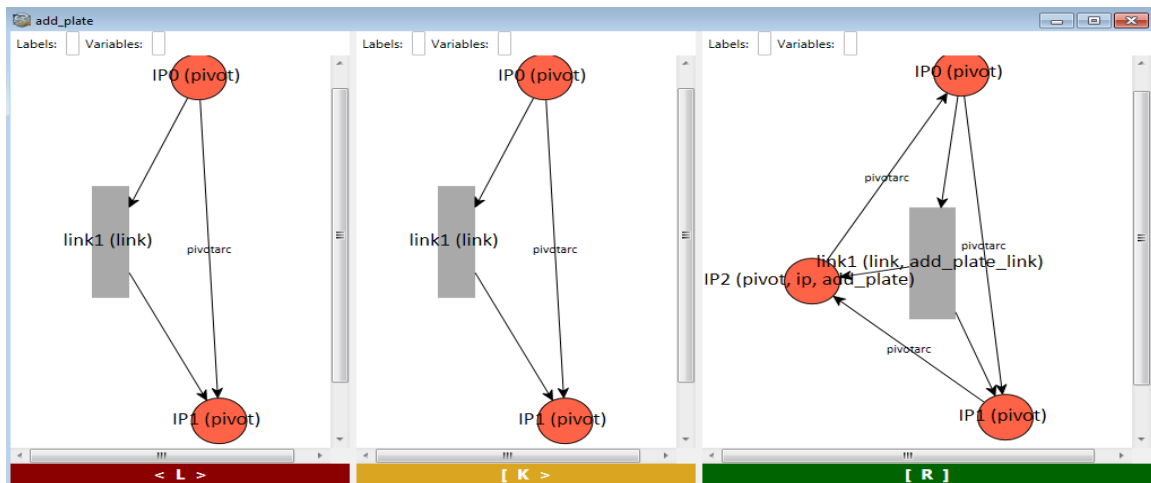 add_plate
Labels: Variables:
IP0 (pivot)
link1 (link)
pivotarc
IP1 (pivot)
< L >
Labels: Variables:
IP0 (pivot)
link1 (link)
pivotarc
IP1 (pivot)
[ K >
Labels: Variables:
IP0 (pivot)
pivotarc
pivotarc
link1 (link, add_plate_link)
IP2 (pivot, ip, add_plate)
pivotarc
IP1 (pivot)
[ R ]